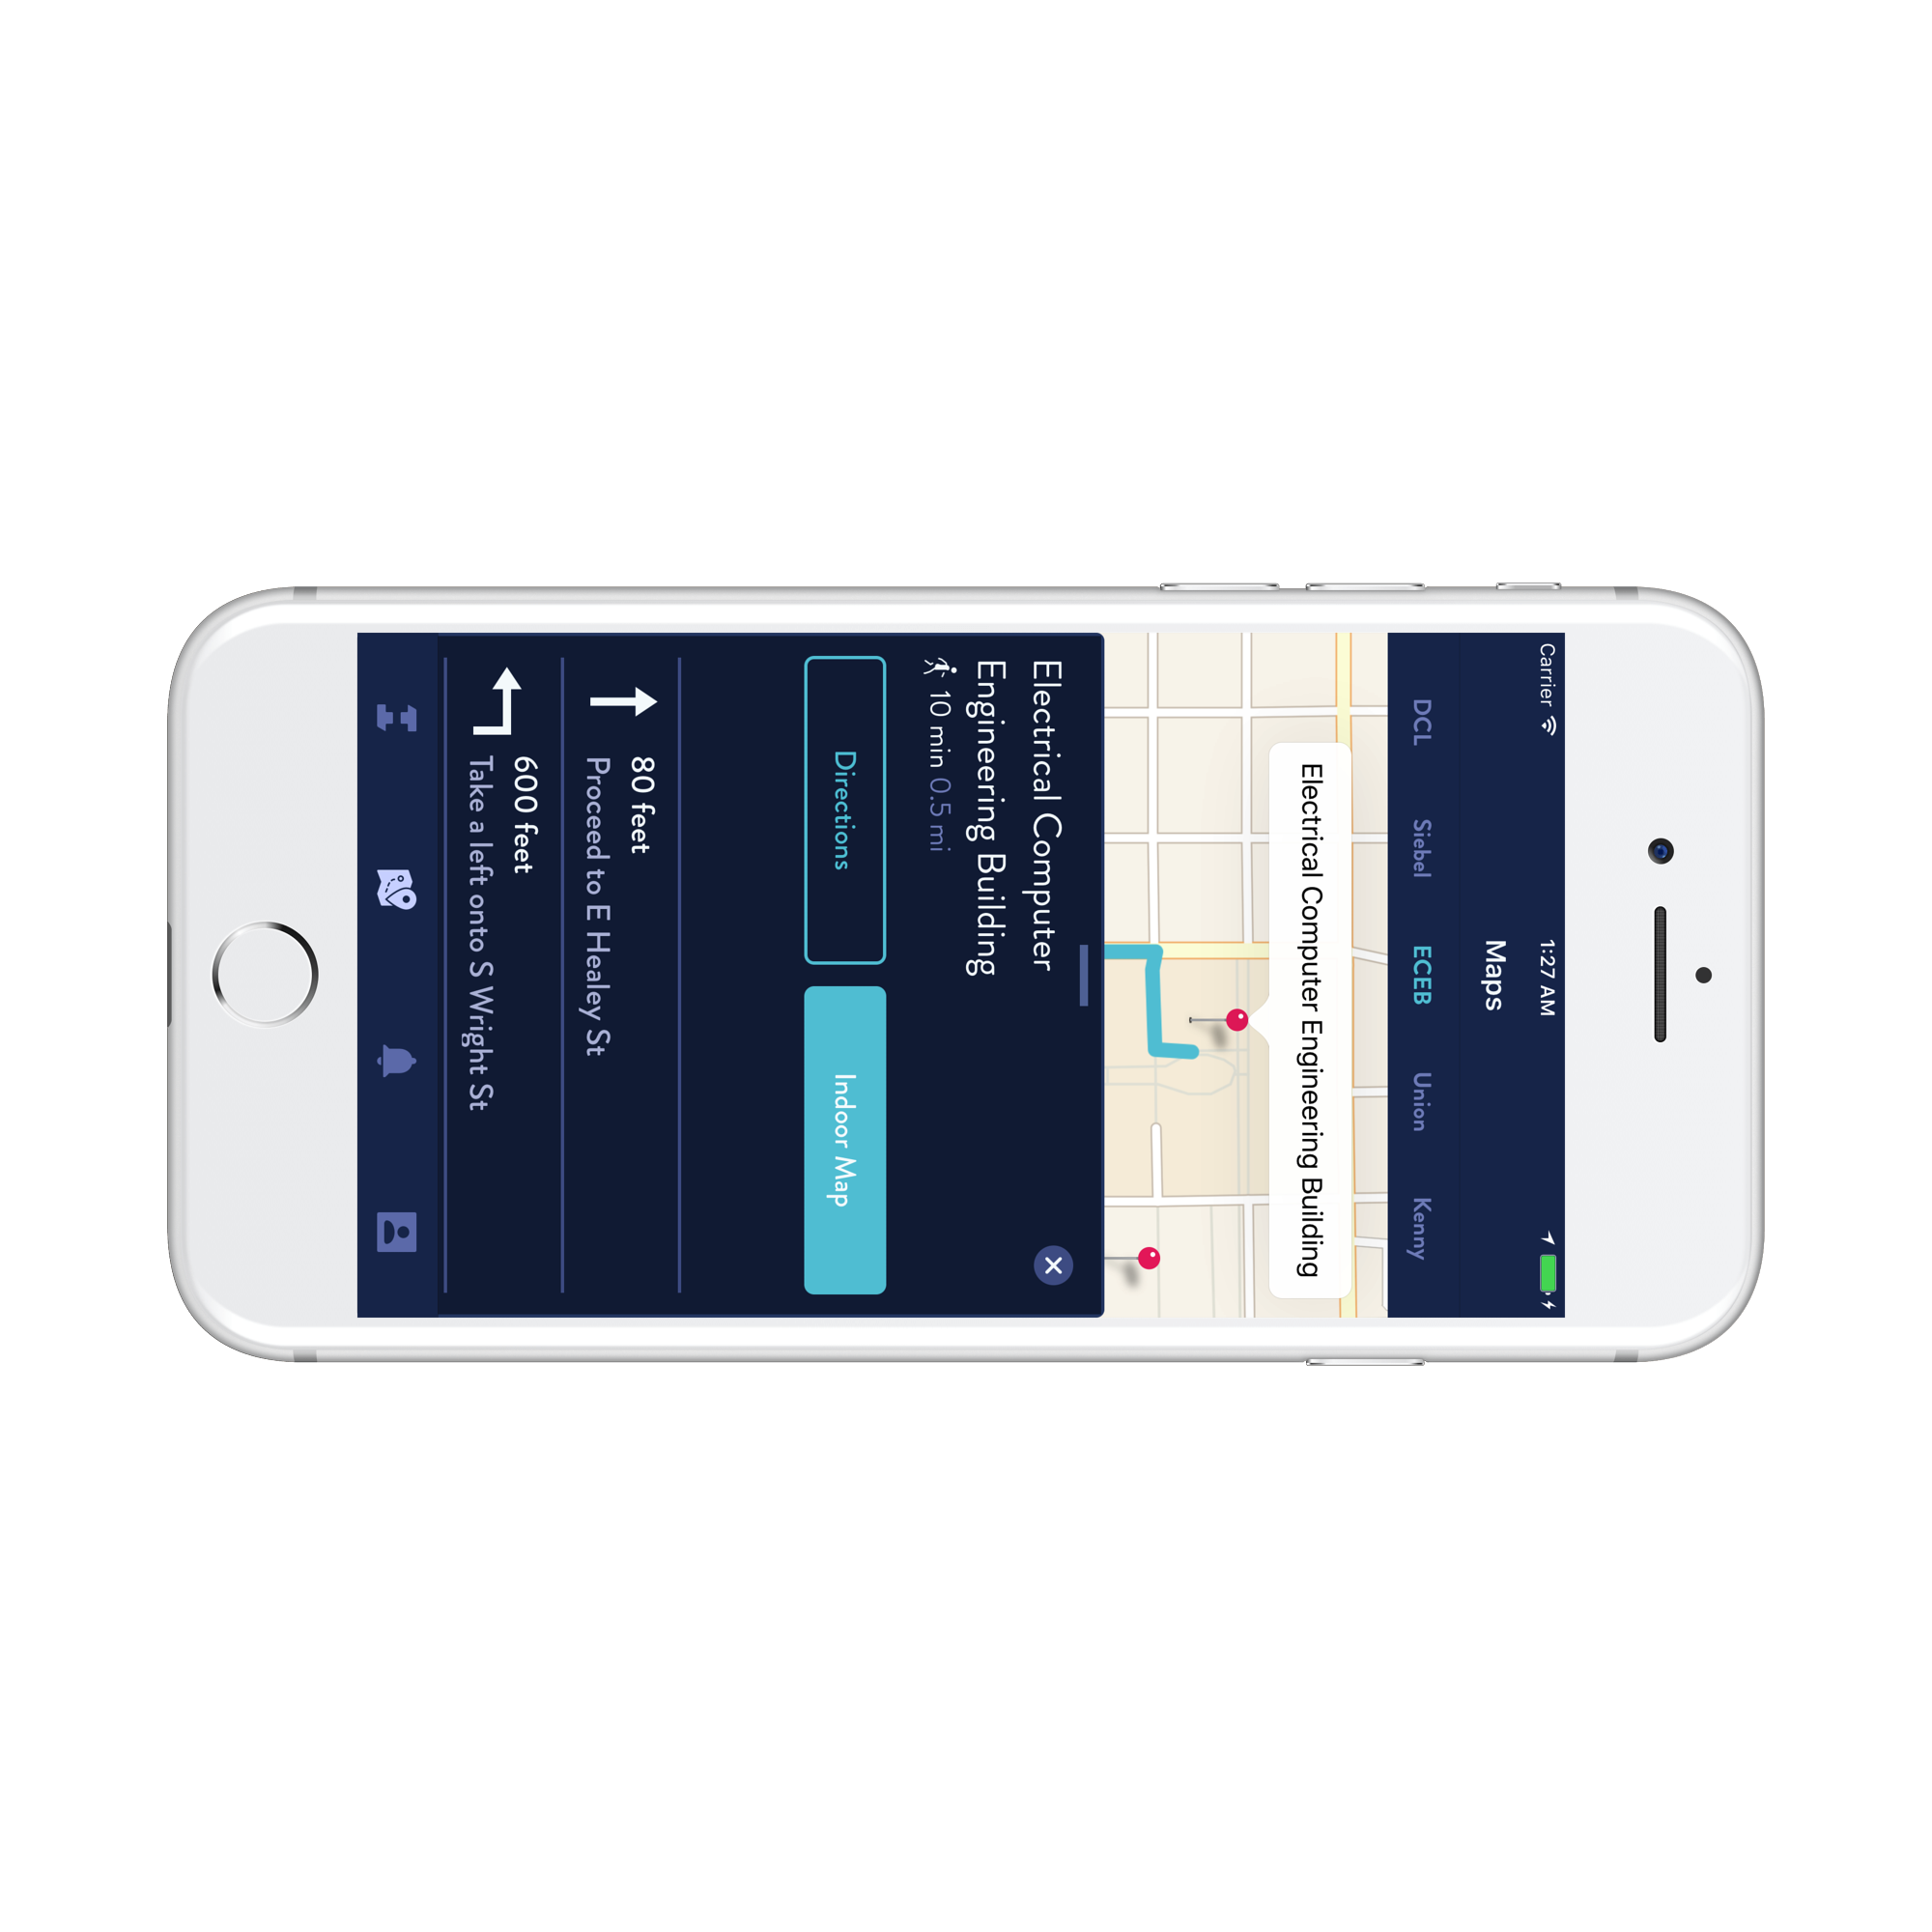 Carrier 1:27 AM
Maps
DCL Siebel ECEB Union Kenny
Electrical Computer Engineering Building
Electrical Computer
Engineering Building
10 min 0.5 mi
Directions Indoor Map
80 feet
Proceed to E Healey St
600 feet
Take a left onto S Wright St